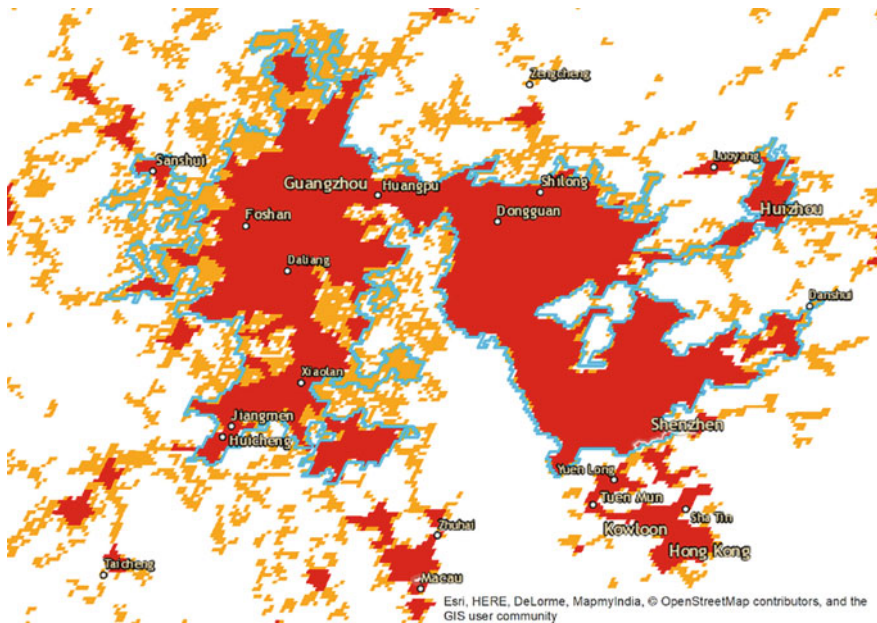 Zengcheng
Sanshui
Luoyang
Guangzhou
Huangpu
Shilong
Huizhou
Foshan
Dongguan
Daliang
Danshui
Xiaolan
Jiangmen
Huicheng
Shenzhen
Yuen Long
Tuen Mun
Sha Tin
Kowloon
Zhuhai
Hong Kong
Taicheng
Macau
Esri, HERE, DeLorme, MapmyIndia, © OpenStreetMap contributors, and the
GIS user community